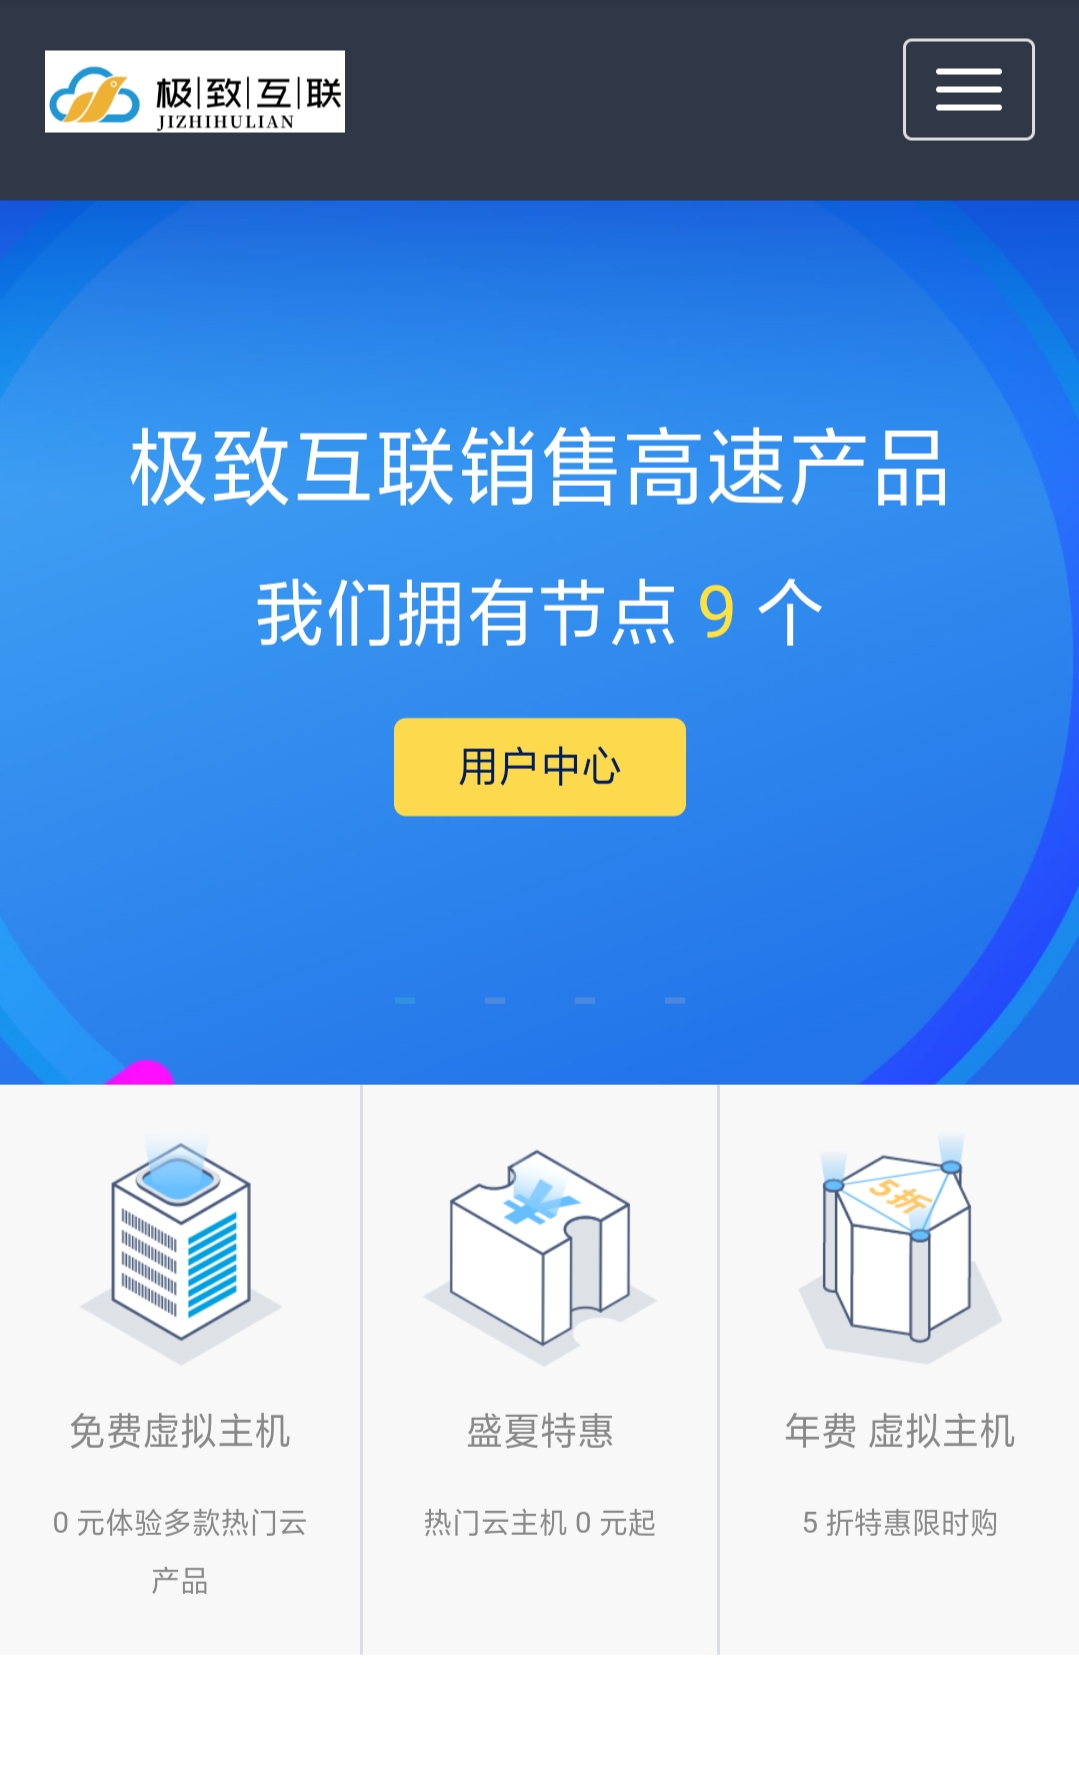 极致互联
JIZHIHULIAN
极致互联销售高速产品
我们拥有节点 9 个
用户中心
5折
免费虚拟主机
0 元体验多款热门云
产品
盛夏特惠
热门云主机 0 元起
年费 虚拟主机
5 折特惠限时购